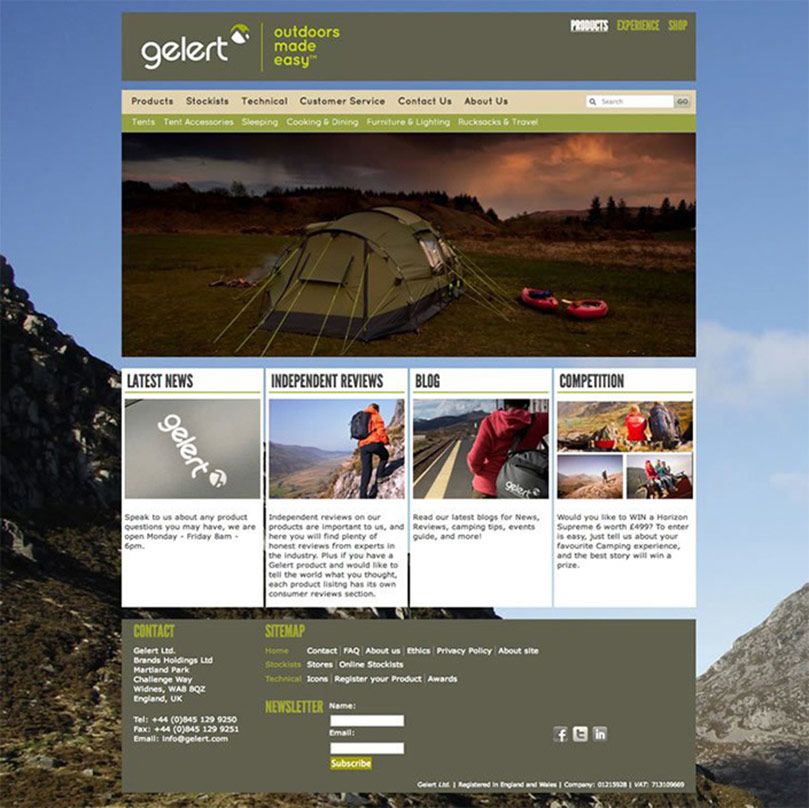 gelert
outdoors
made
easy™
PRODUCTS EXPERIENCE SHOP
Products Stockists Technical Customer Service Contact Us About Us
Search GO
Tents Tent Accessories Sleeping Cooking & Dining Furniture & Lighting Rucksacks & Travel
LATEST NEWS
gelert
Speak to us about any product
questions you may have, we are
open Monday - Friday 8am -
6pm.
INDEPENDENT REVIEWS
Independent reviews on our
products are important to us, and
here you will find plenty of
honest reviews from experts in
the industry. Plus if you have a
Gelert product and would like to
tell the world what you thought,
each product lisitng has its own
consumer reviews section.
BLOG
gelert
Read our latest blogs for News,
Reviews, camping tips, events
guide, and more!
COMPETITION
Would you like to WIN a Horizon
Supreme 6 worth £499? To enter
is easy, just tell us about your
favourite Camping experience,
and the best story will win a
prize.
CONTACT
Gelert Ltd.
Brands Holdings Ltd
Martland Park
Challenge Way
Widnes, WA8 8QZ
England, UK
Tel: +44 (0)845 129 9250
Fax: +44 (0)845 129 9251
Email: info@gelert.com
SITEMAP
Home Contact | FAQ | About us | Ethics | Privacy Policy | About site
Stockists Stores | Online Stockists
Technical Icons | Register your Product | Awards
NEWSLETTER Name:
Email:
Subscribe
Gelert Ltd. | Registered in England and Wales | Company: 01215928 | VAT: 713109669